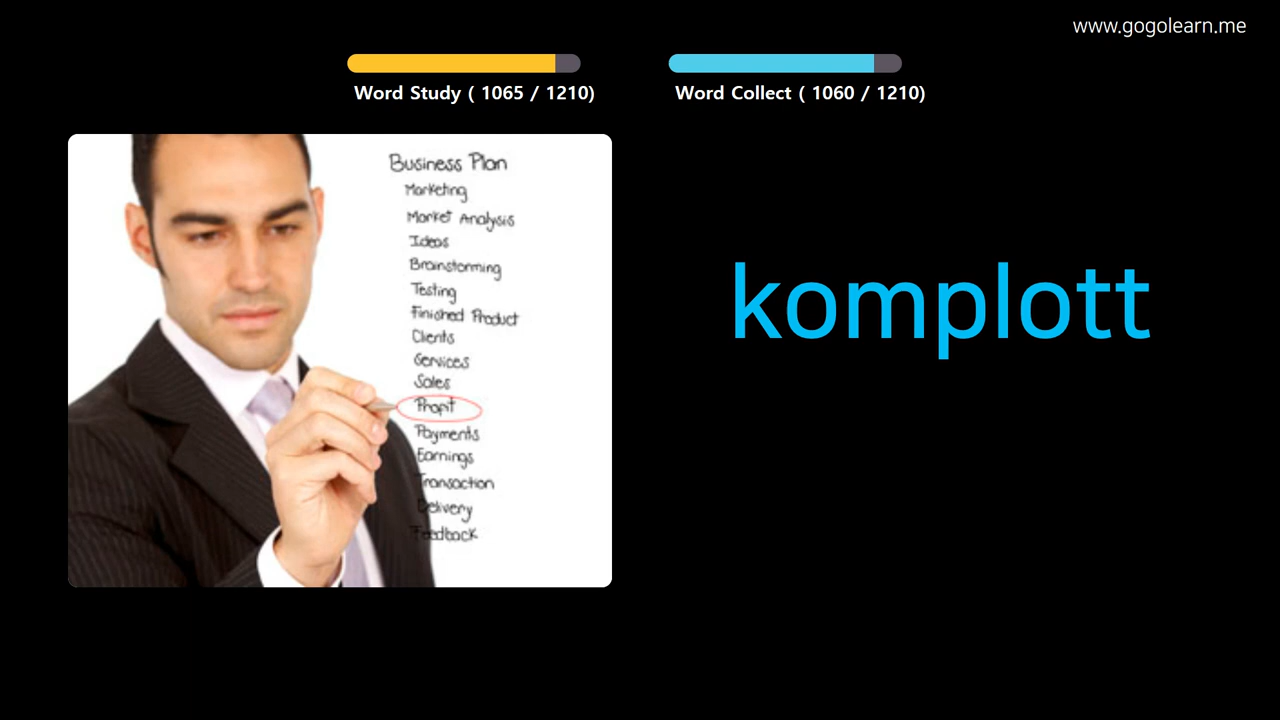 www.gogolearn.me
Word Study ( 1065 / 1210)
Word Collect ( 1060 / 1210)
Business Plan
Marketing
Market Analysis
Ideas
Brainstorming
Testing
Finished Product
Clients
Services
Sales
Profit
Payments
Earnings
Transaction
Delivery
Feedback
komplott